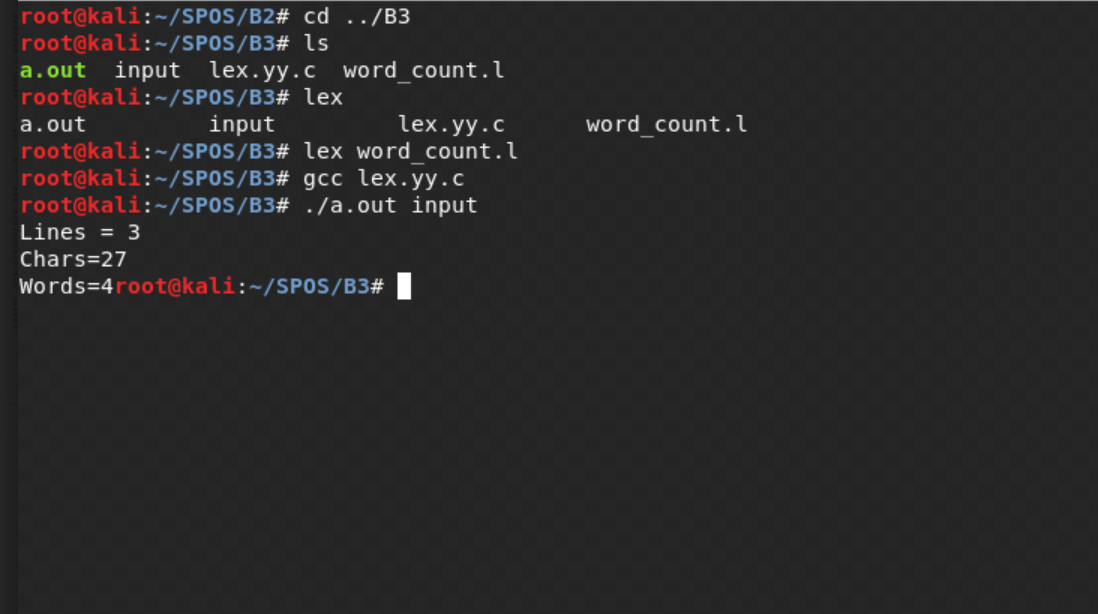 root@kali:~/SPOS/B2# cd ../B3
root@kali:~/SPOS/B3# ls
a.out  input  lex.yy.c  word_count.l
root@kali:~/SPOS/B3# lex
a.out         input         lex.yy.c      word_count.l
root@kali:~/SPOS/B3# lex word_count.l
root@kali:~/SPOS/B3# gcc lex.yy.c
root@kali:~/SPOS/B3# ./a.out input
Lines = 3
Chars=27
Words=4root@kali:~/SPOS/B3#